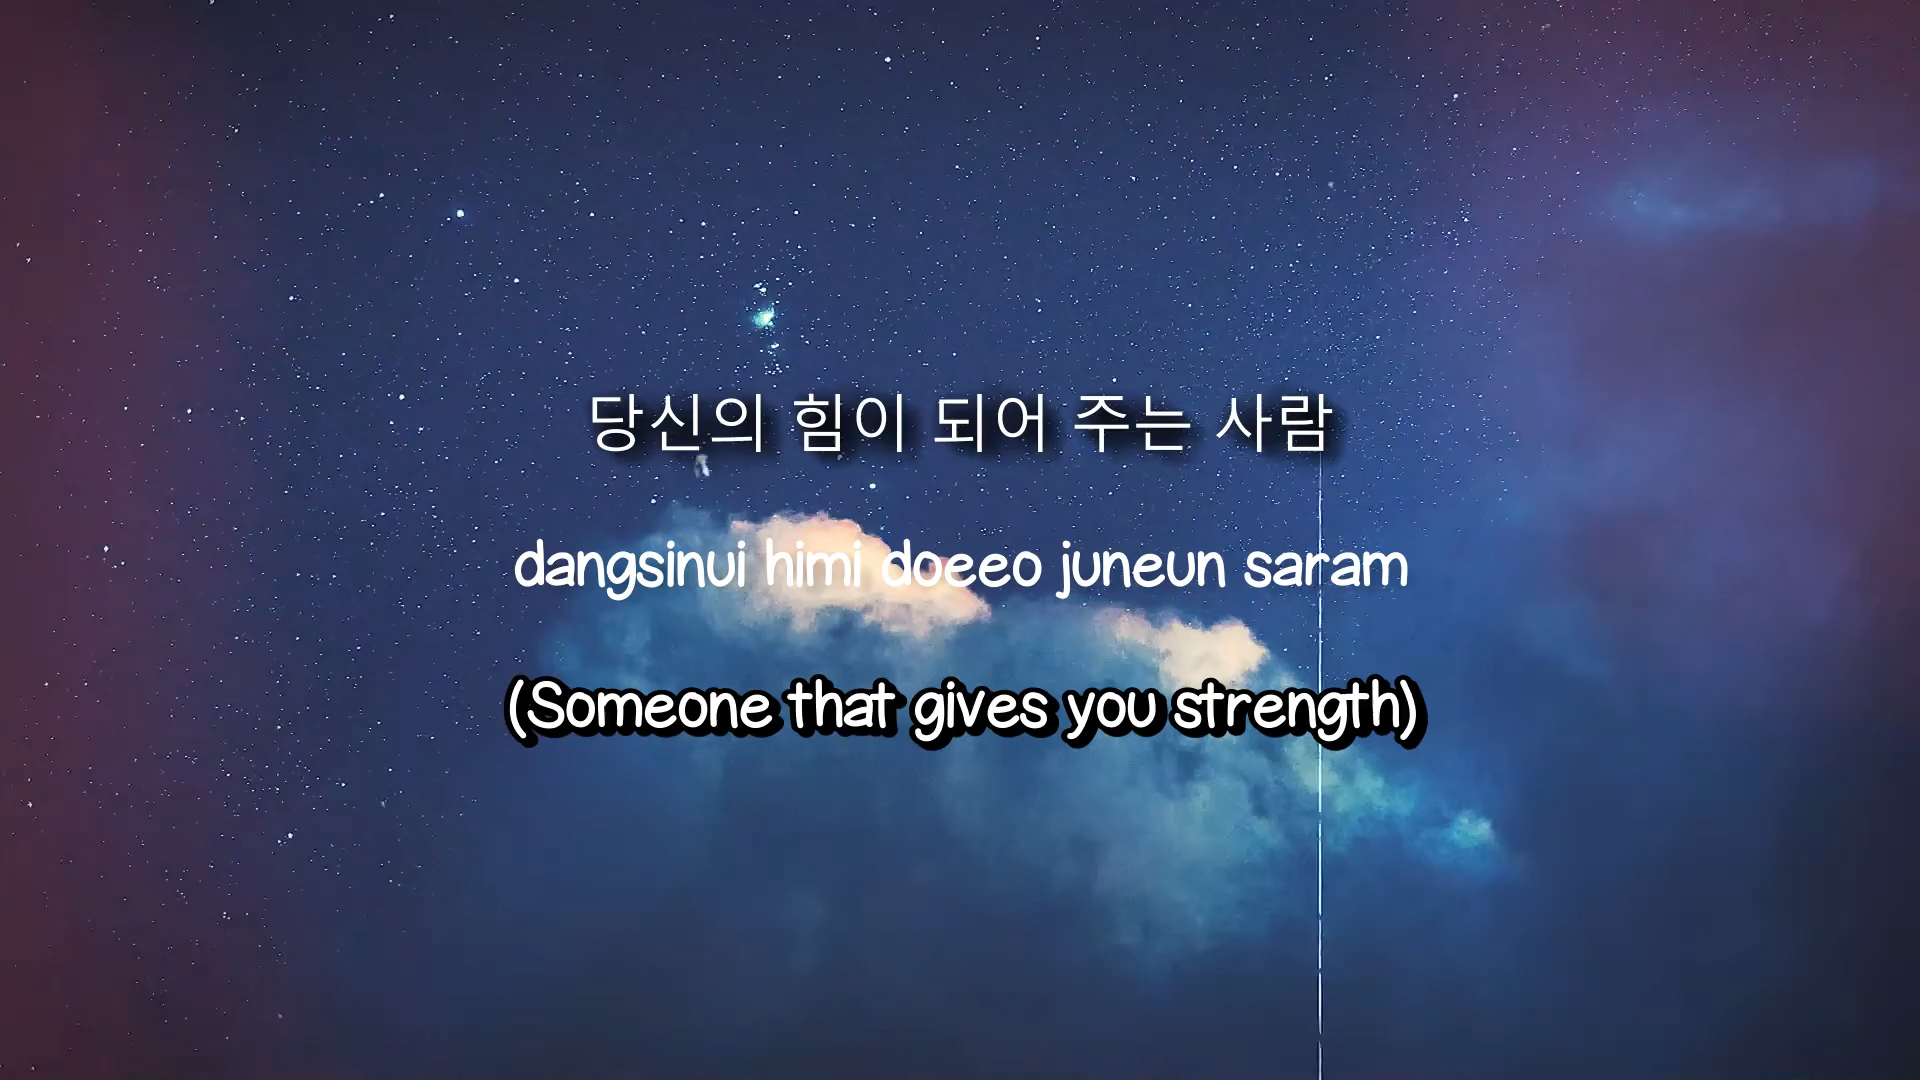 당신의 힘이 되어 주는 사람
dangsinui himi doeeo juneun saram
(Someone that gives you strength)